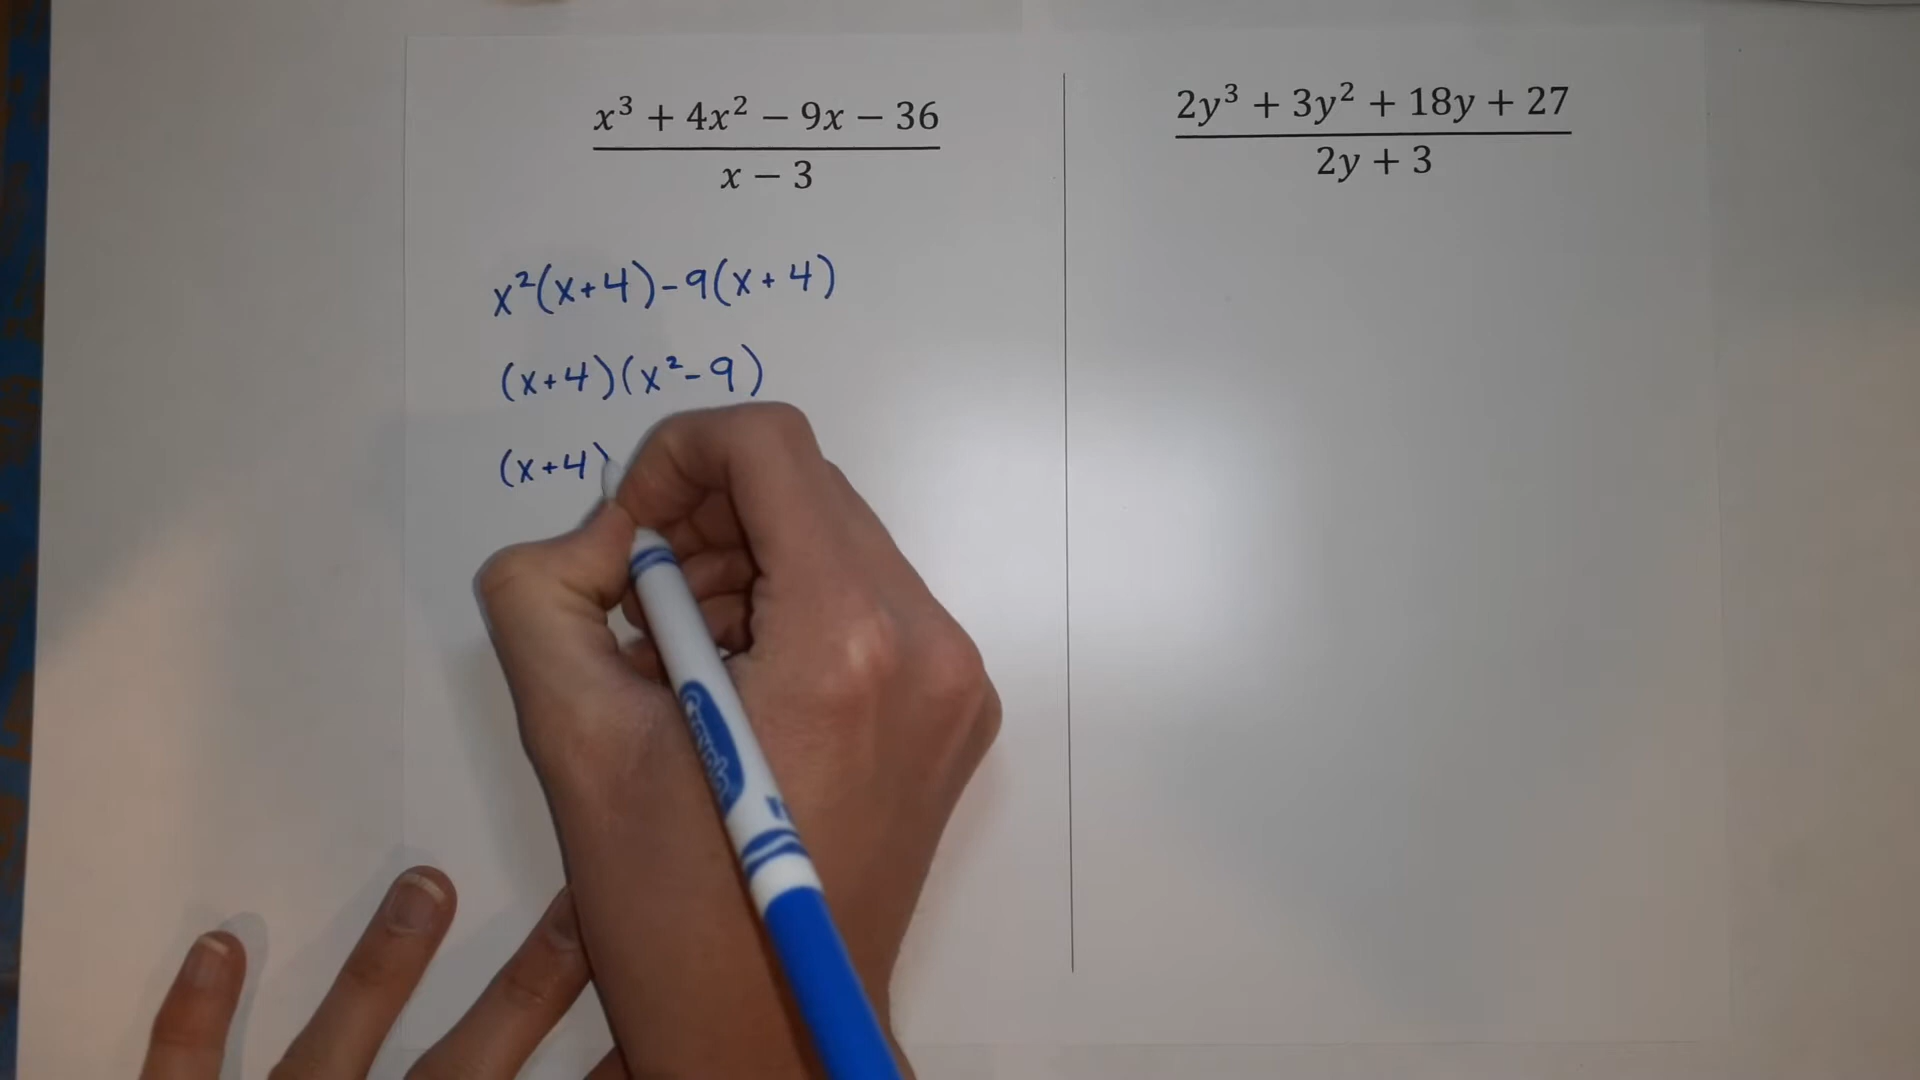 x³ + 4x² − 9x − 36
x − 3
x²(x+4)-9(x+4)
(x+4)(x²-9)
(x+4)
2y³ + 3y² + 18y + 27
2y + 3
Crayola